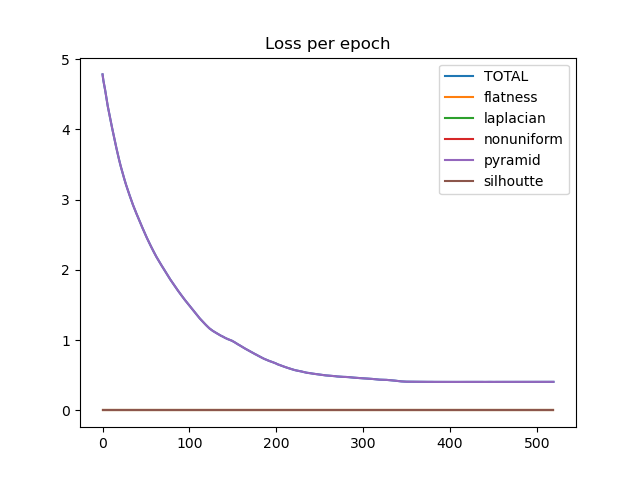 Loss per epoch
5
4
3
2
1
0
0 100 200 300 400 500
TOTAL
flatness
laplacian
nonuniform
pyramid
silhoutte